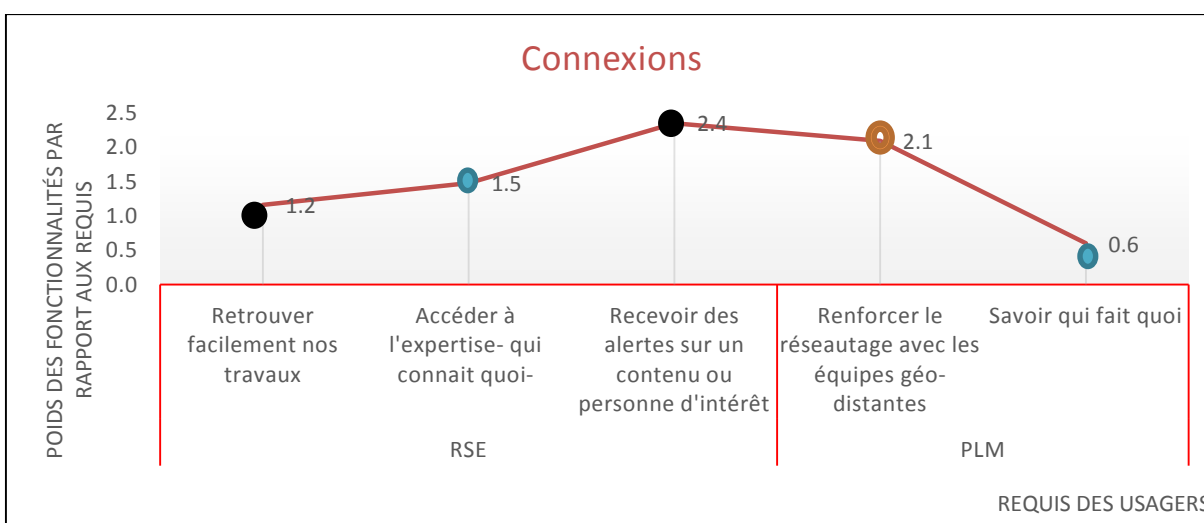 Connexions
POIDS DES FONCTIONNALITÉS PAR
RAPPORT AUX REQUIS
2.5
2.0
1.5
1.0
0.5
0.0
1.2
1.5
2.4
2.1
0.6
Retrouver
facilement nos
travaux
Accéder à
l'expertise- qui
connait quoi-
Recevoir des
alertes sur un
contenu ou
personne d'intérêt
Renforcer le
réseautage avec les
équipes géo-
distantes
Savoir qui fait quoi
RSE
PLM
REQUIS DES USAGERS